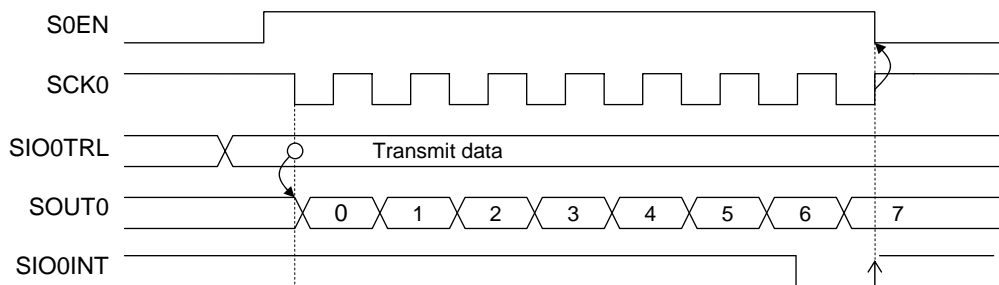 S0EN
SCK0
SIO0TRL
Transmit data
SOUT0
0 1 2 3 4 5 6 7
SIO0INT